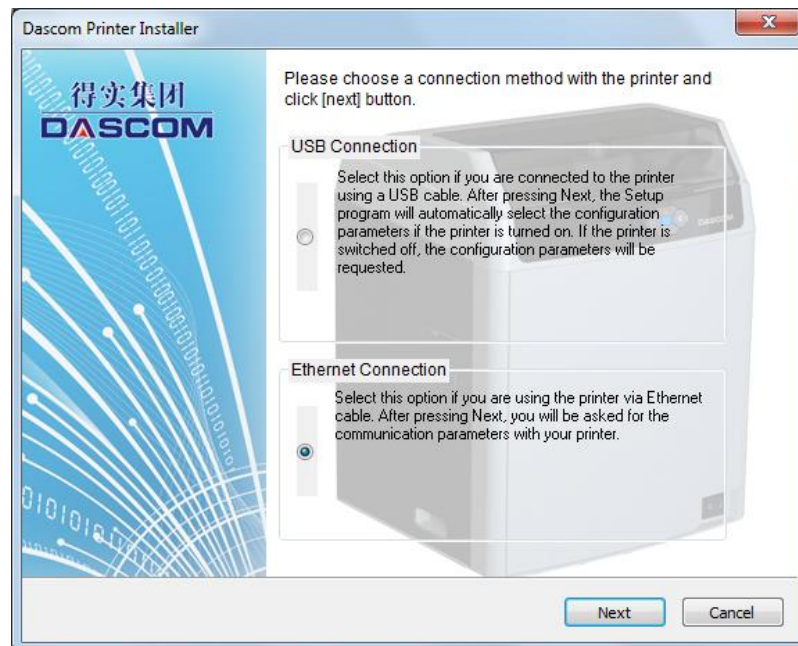 Dascom Printer Installer
得实集团
DASCOM
Please choose a connection method with the printer and
click [next] button.
USB Connection
Select this option if you are connected to the printer
using a USB cable. After pressing Next, the Setup
program will automatically select the configuration
parameters if the printer is turned on. If the printer is
switched off, the configuration parameters will be
requested.
DASCOM
Ethernet Connection
Select this option if you are using the printer via Ethernet
cable. After pressing Next, you will be asked for the
communication parameters with your printer.
Next
Cancel